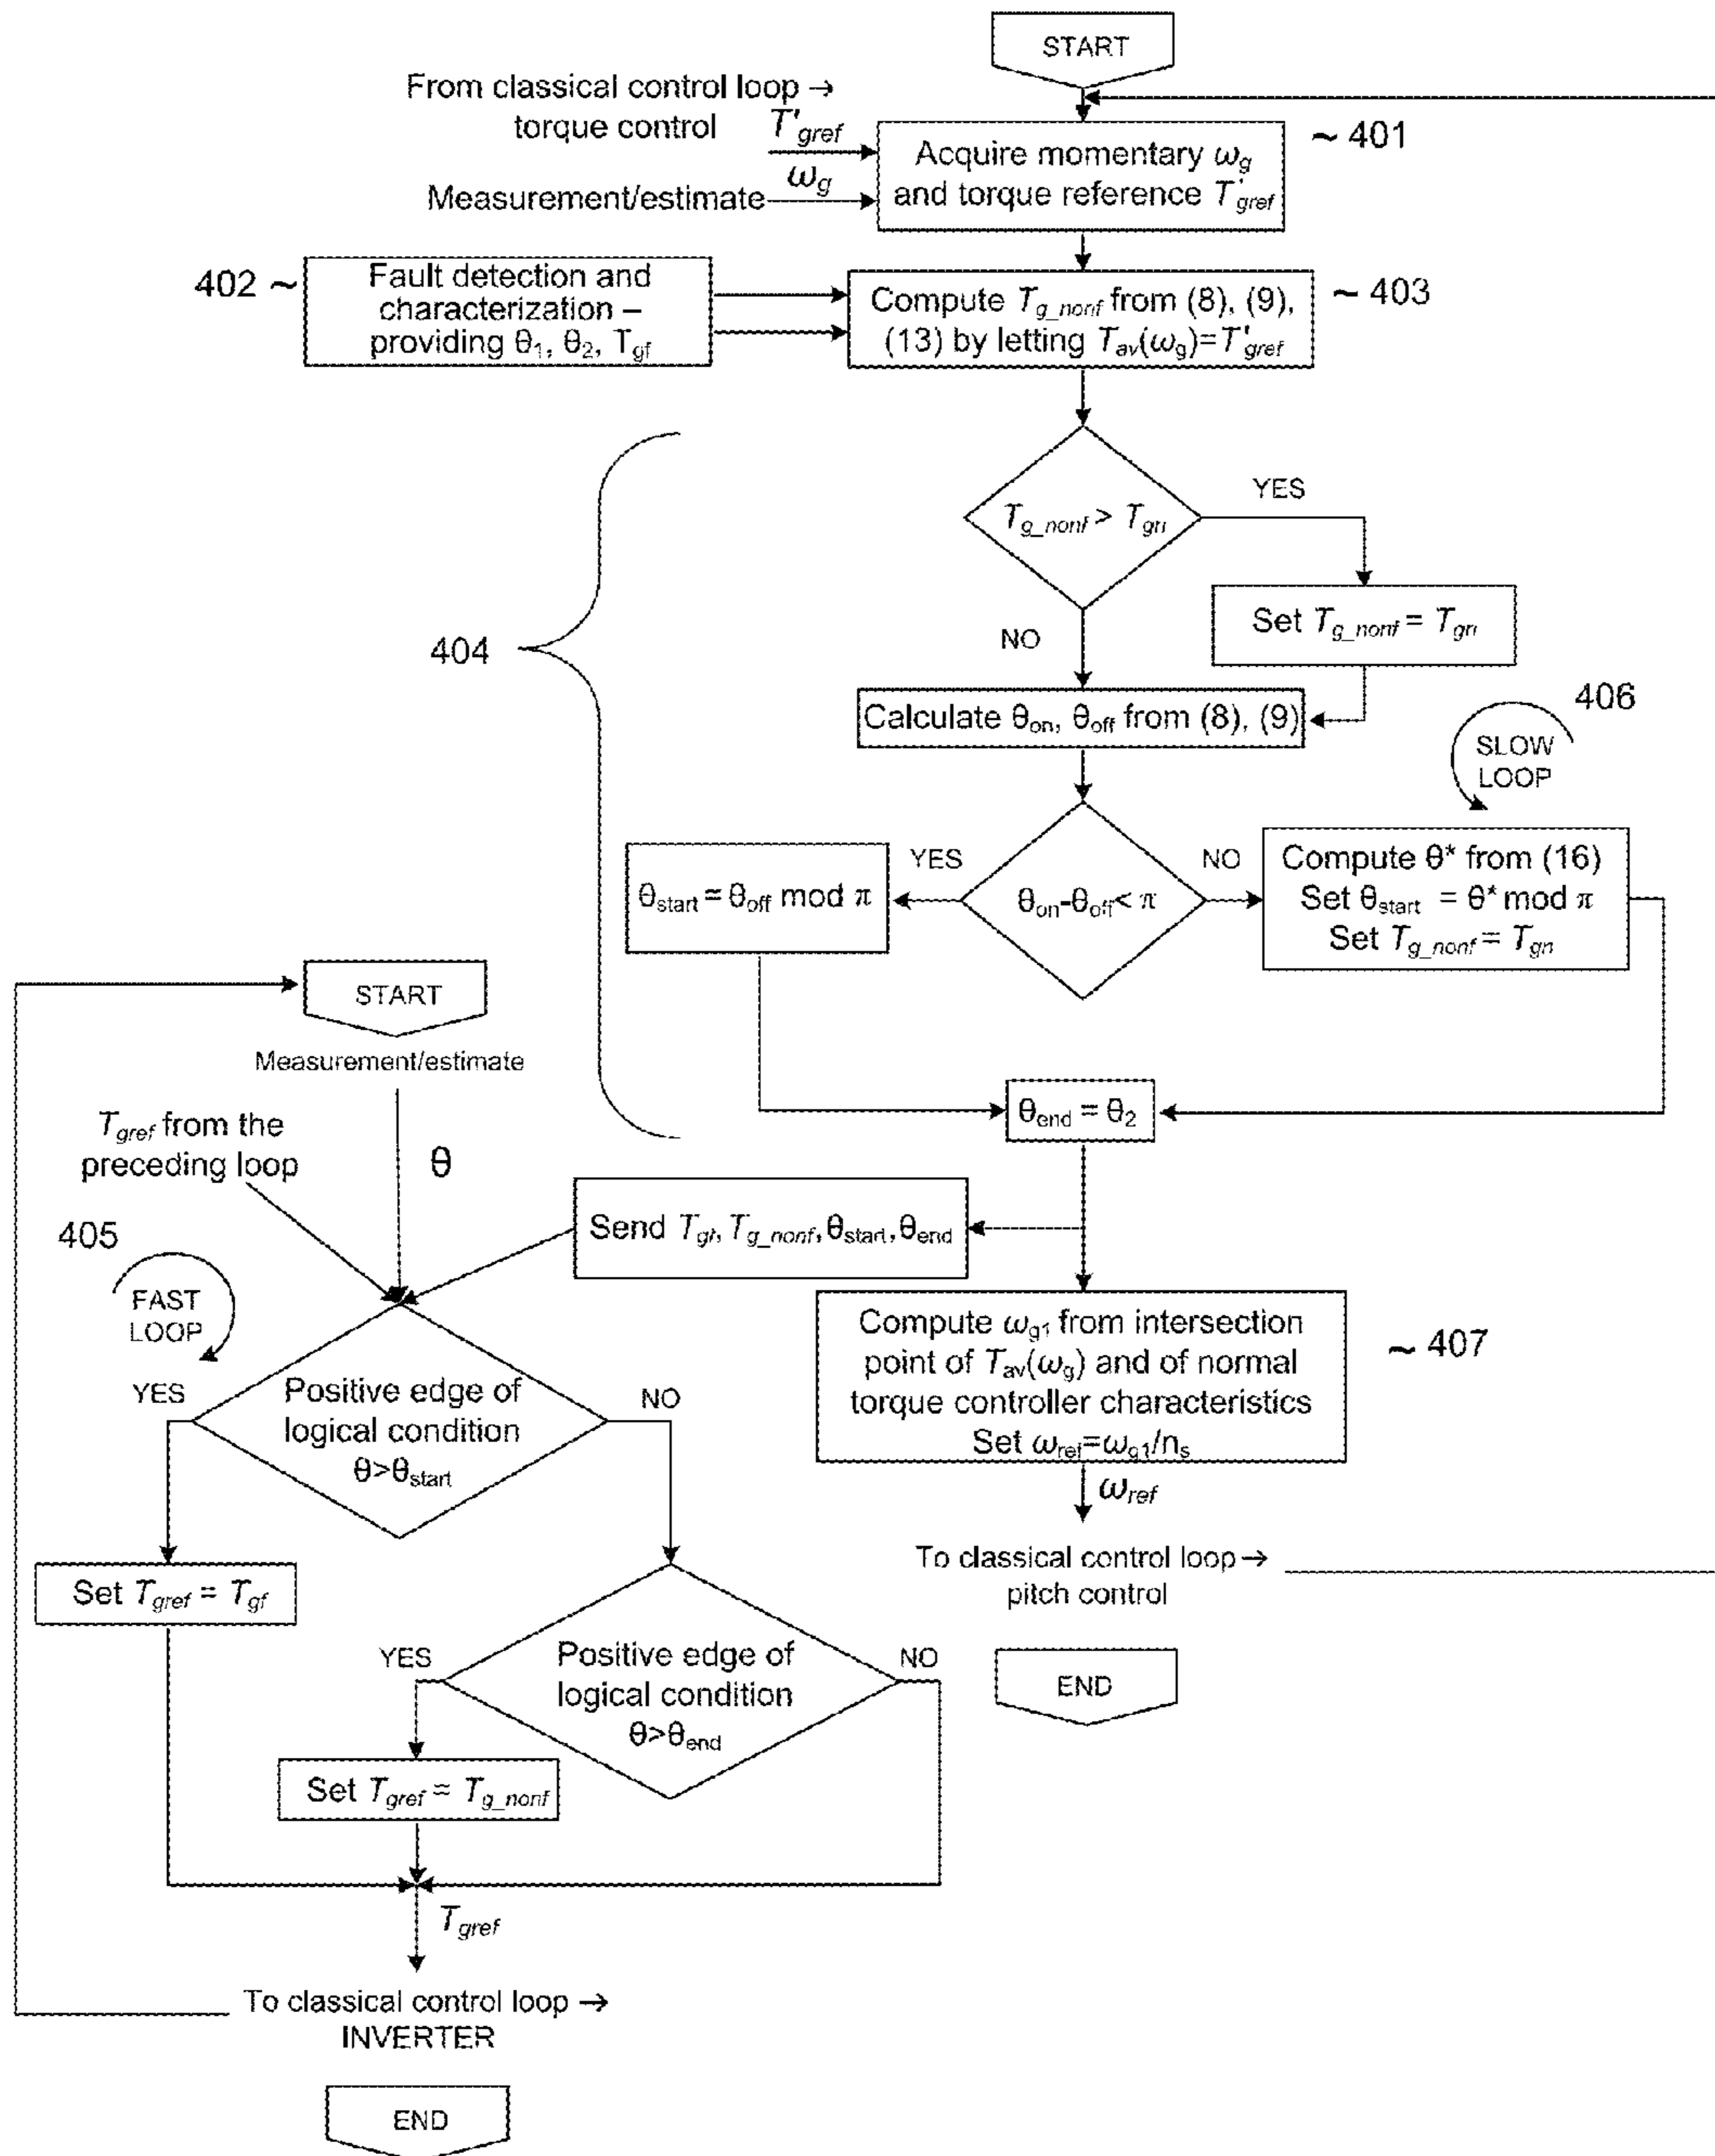 START
From classical control loop →
torque control
T'gref
ωg
Measurement/estimate
Acquire momentary ωg
and torque reference T'gref
~ 401
402 ~
Fault detection and
characterization –
providing θ1, θ2, Tgf
Compute Tg_nonf from (8), (9),
(13) by letting Tav(ωg)=T'gref
~ 403
Tg_nonf > Tgn
YES
NO
Set Tg_nonf = Tgn
404
Calculate θon, θoff from (8), (9)
406
SLOW
LOOP
θstart = θoff mod π
YES
θon-θoff< π
NO
Compute θ* from (16)
Set θstart = θ* mod π
Set Tg_nonf = Tgn
START
Measurement/estimate
θend = θ2
Tgref from the
preceding loop
θ
Send Tgf, Tg_nonf, θstart, θend
405
FAST
LOOP
YES
Positive edge of
logical condition
θ>θstart
NO
Compute ωg1 from intersection
point of Tav(ωg) and of normal
torque controller characteristics
Set ωref=ωg1/ns
~ 407
ωref
Set Tgref = Tgf
To classical control loop →
pitch control
YES
Positive edge of
logical condition
θ>θend
NO
END
Set Tgref = Tg_nonf
Tgref
To classical control loop →
INVERTER
END